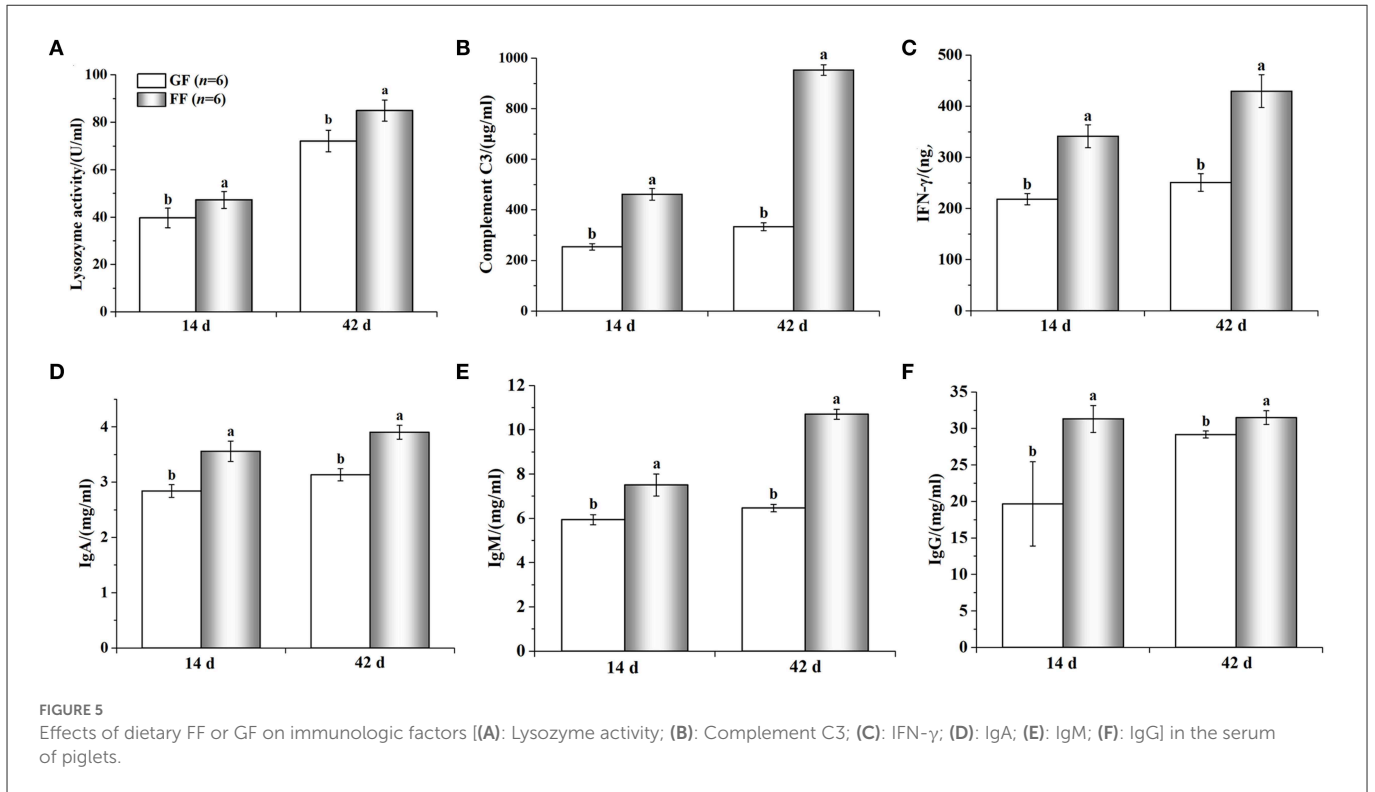 A
Lysozyme activity/(U/ml)
100
80
60
40
20
0
GF (n=6)
FF (n=6)
b
a
b
a
14 d
42 d
B
Complement C3/(μg/ml)
1000
800
600
400
200
0
b
a
b
a
14 d
42 d
C
IFN-γ/(ng
500
400
300
200
100
0
b
a
b
a
14 d
42 d
D
IgA/(mg/ml)
4
3
2
1
0
b
a
b
a
14 d
42 d
E
IgM/(mg/ml)
12
10
8
6
4
2
0
b
a
b
a
14 d
42 d
F
IgG/(mg/ml)
35
30
25
20
15
10
5
0
b
a
b
a
14 d
42 d
FIGURE 5
Effects of dietary FF or GF on immunologic factors [(A): Lysozyme activity; (B): Complement C3; (C): IFN-γ; (D): IgA; (E): IgM; (F): IgG] in the serum
of piglets.